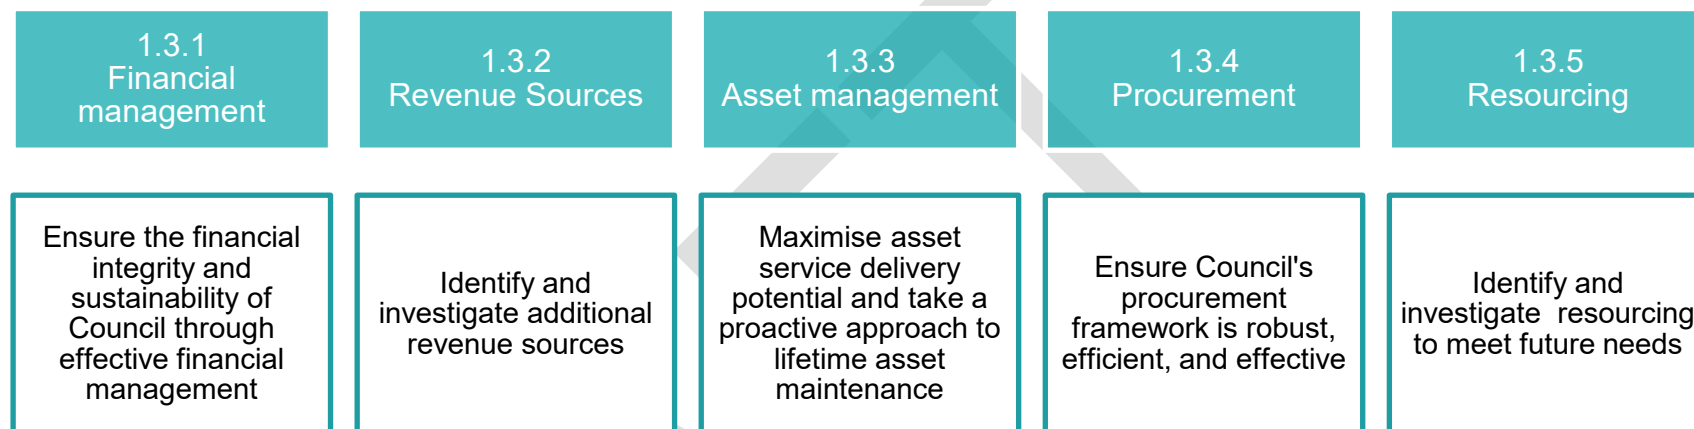 1.3.1
Financial
management
1.3.2
Revenue Sources
1.3.3
Asset management
1.3.4
Procurement
1.3.5
Resourcing
Ensure the financial
integrity and
sustainability of
Council through
effective financial
management
Identify and
investigate additional
revenue sources
Maximise asset
service delivery
potential and take a
proactive approach to
lifetime asset
maintenance
Ensure Council's
procurement
framework is robust,
efficient, and effective
Identify and
investigate  resourcing
to meet future needs